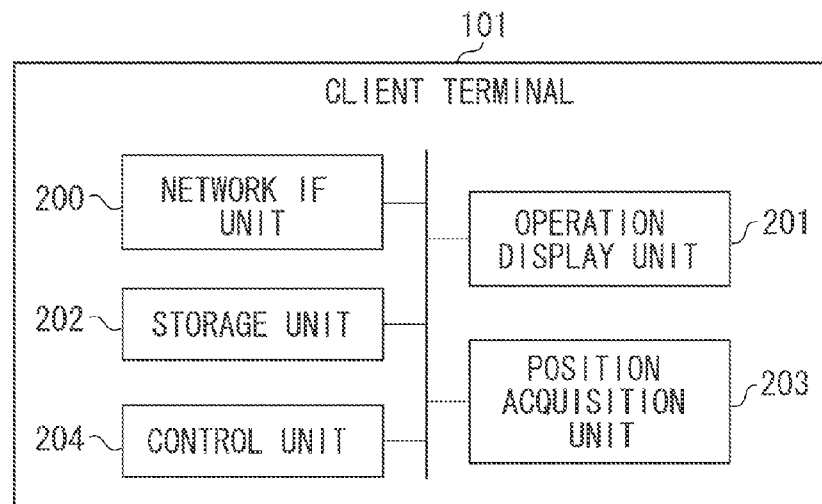 101
CLIENT TERMINAL
200
NETWORK IF
UNIT
OPERATION
DISPLAY UNIT
201
202
STORAGE UNIT
POSITION
ACQUISITION
UNIT
203
204
CONTROL UNIT